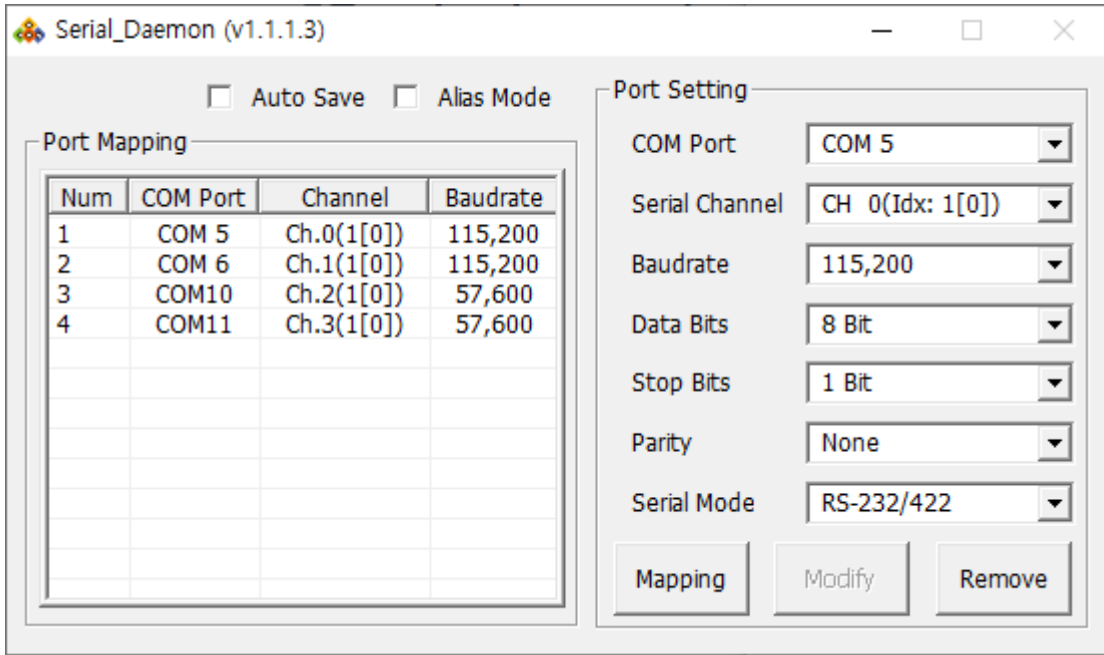 Serial_Daemon (v1.1.1.3)
Auto Save Alias Mode
Port Mapping
Num COM Port Channel Baudrate
1 COM 5 Ch.0(1[0]) 115,200
2 COM 6 Ch.1(1[0]) 115,200
3 COM10 Ch.2(1[0]) 57,600
4 COM11 Ch.3(1[0]) 57,600
Port Setting
COM Port COM 5
Serial Channel CH 0(Idx: 1[0])
Baudrate 115,200
Data Bits 8 Bit
Stop Bits 1 Bit
Parity None
Serial Mode RS-232/422
Mapping Modify Remove